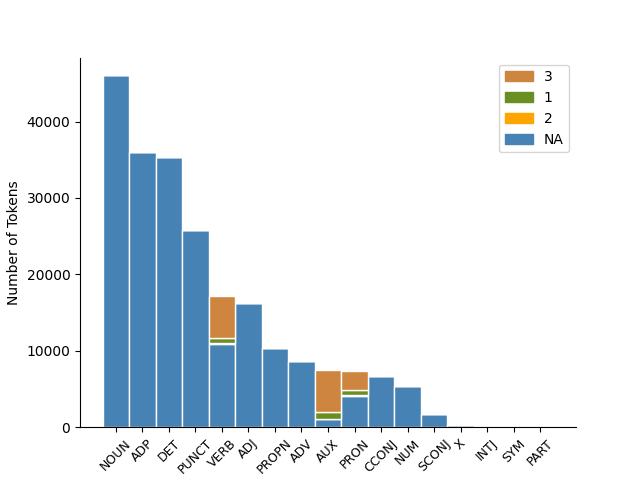 3
1
2
NA
Number of Tokens
40000
30000
20000
10000
0
NOUN
ADP
DET
PUNCT
VERB
ADJ
PROPN
ADV
AUX
PRON
CCONJ
NUM
SCONJ
X
INTJ
SYM
PART